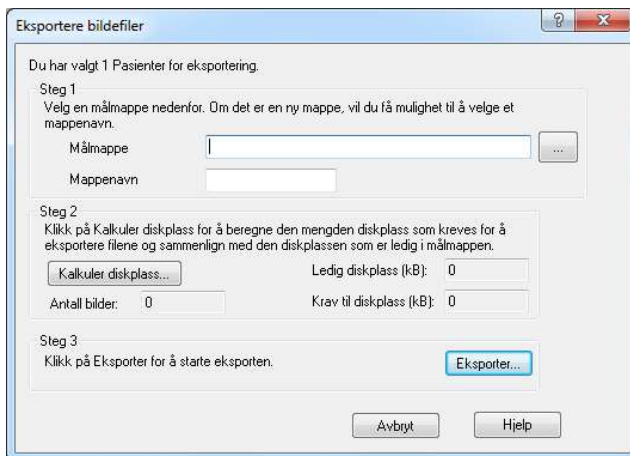 Eksportere bildefiler
Du har valgt 1 Pasienter for eksportering.
Steg 1
Velg en målmappe nedenfor. Om det er en ny mappe, vil du få mulighet til å velge et
mappenavn.
Målmappe
...
Mappenavn
Steg 2
Klikk på Kalkuler diskplass for å beregne den mengden diskplass som kreves for å
eksportere filene og sammenlign med den diskplassen som er ledig i målmappen.
Kalkuler diskplass... Ledig diskplass (kB): 0
Antall bilder: 0 Krav til diskplass (kB): 0
Steg 3
Klikk på Eksporter for å starte eksporten. Eksporter...
Avbryt Hjelp